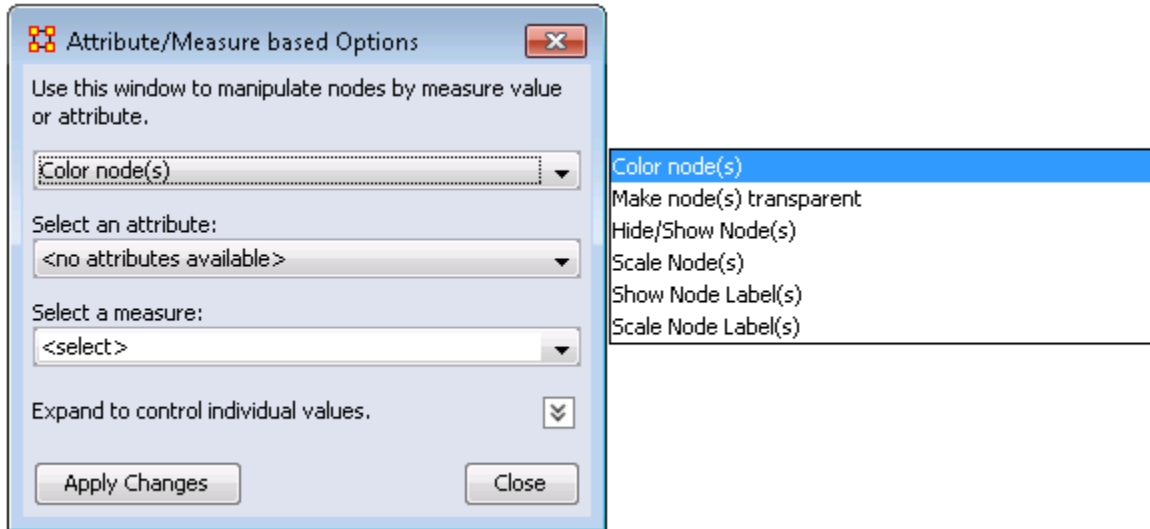 Attribute/Measure based Options
Use this window to manipulate nodes by measure value
or attribute.
Color node(s)
Select an attribute:
<no attributes available>
Select a measure:
<select>
Expand to control individual values.
Apply Changes
Close
Color node(s)
Make node(s) transparent
Hide/Show Node(s)
Scale Node(s)
Show Node Label(s)
Scale Node Label(s)